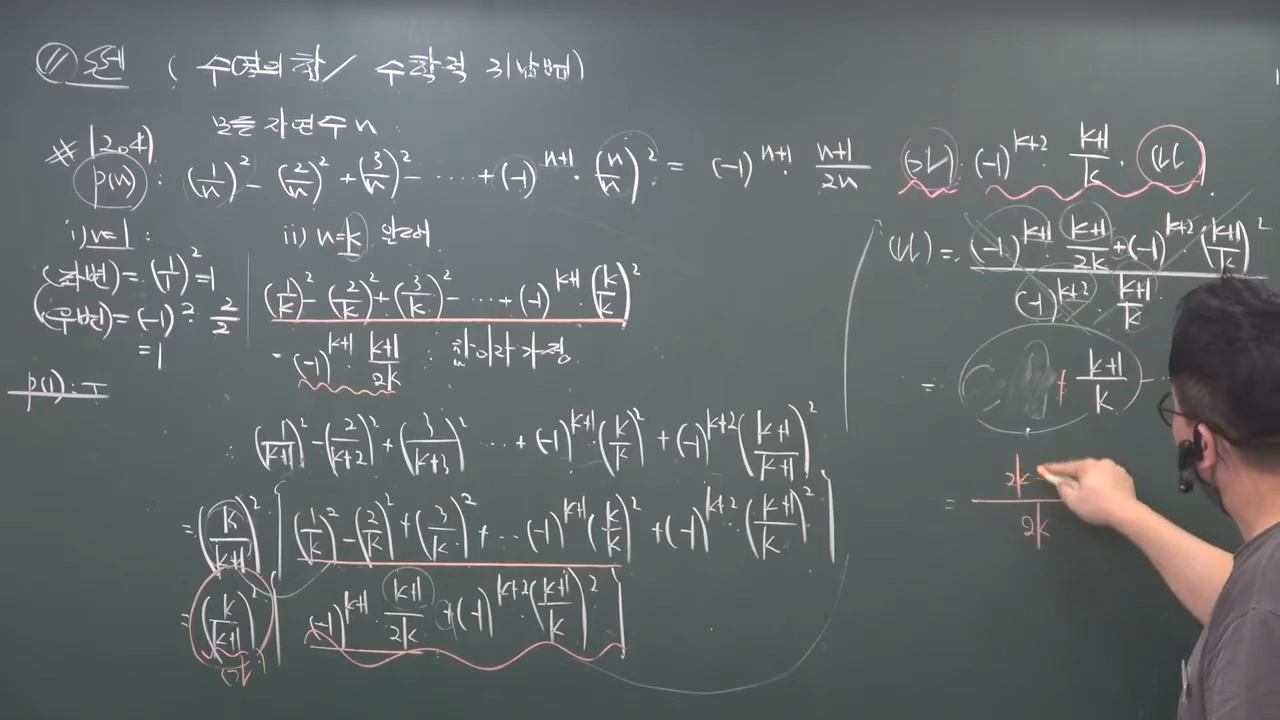 11 주제 ( 수열의 합 / 수학적 귀납법)
# 1204) 모든 자연수 n
p(n) : (1/n)² - (2/n)² + (3/n)² - ···· + (-1)^{n+1} · (n/n)² = (-1)^{n+1} · (n+1)/2n
(가) · (-1)^{k+2} · (k+1)/k · (나)
i) n=1 :
(좌변) = (1/1)² = 1
(우변) = (-1)² · 2/2
= 1
p(1) : T
ii) n=k 일 때
(1/k)² - (2/k)² + (3/k)² - ··· + (-1)^{k+1} · (k/k)²
= (-1)^{k+1} · (k+1)/2k : 참이라 가정
: (1/(k+1))² - (2/(k+2))² + (3/(k+3))² ··· + (-1)^{k+1} (k/k)² + (-1)^{k+2} ((k+1)/(k+1))²
= (k/(k+1))² [ (1/k)² - (2/k)² + (3/k)² + ·· (-1)^{k+1} (k/k)² + (-1)^{k+2} · ((k+1)/k)² ]
= (k/(k+1))² [ (-1)^{k+1} · (k+1)/2k + (-1)^{k+2} · ((k+1)/k)² ]
(가)
(나) = (-1)^{k+1} · (k+1)/2k + (-1)^{k+2} · ((k+1)/k)²
(-1)^{k+2} · (k+1)/k
= + (k+1)/k -
= 2k
2k